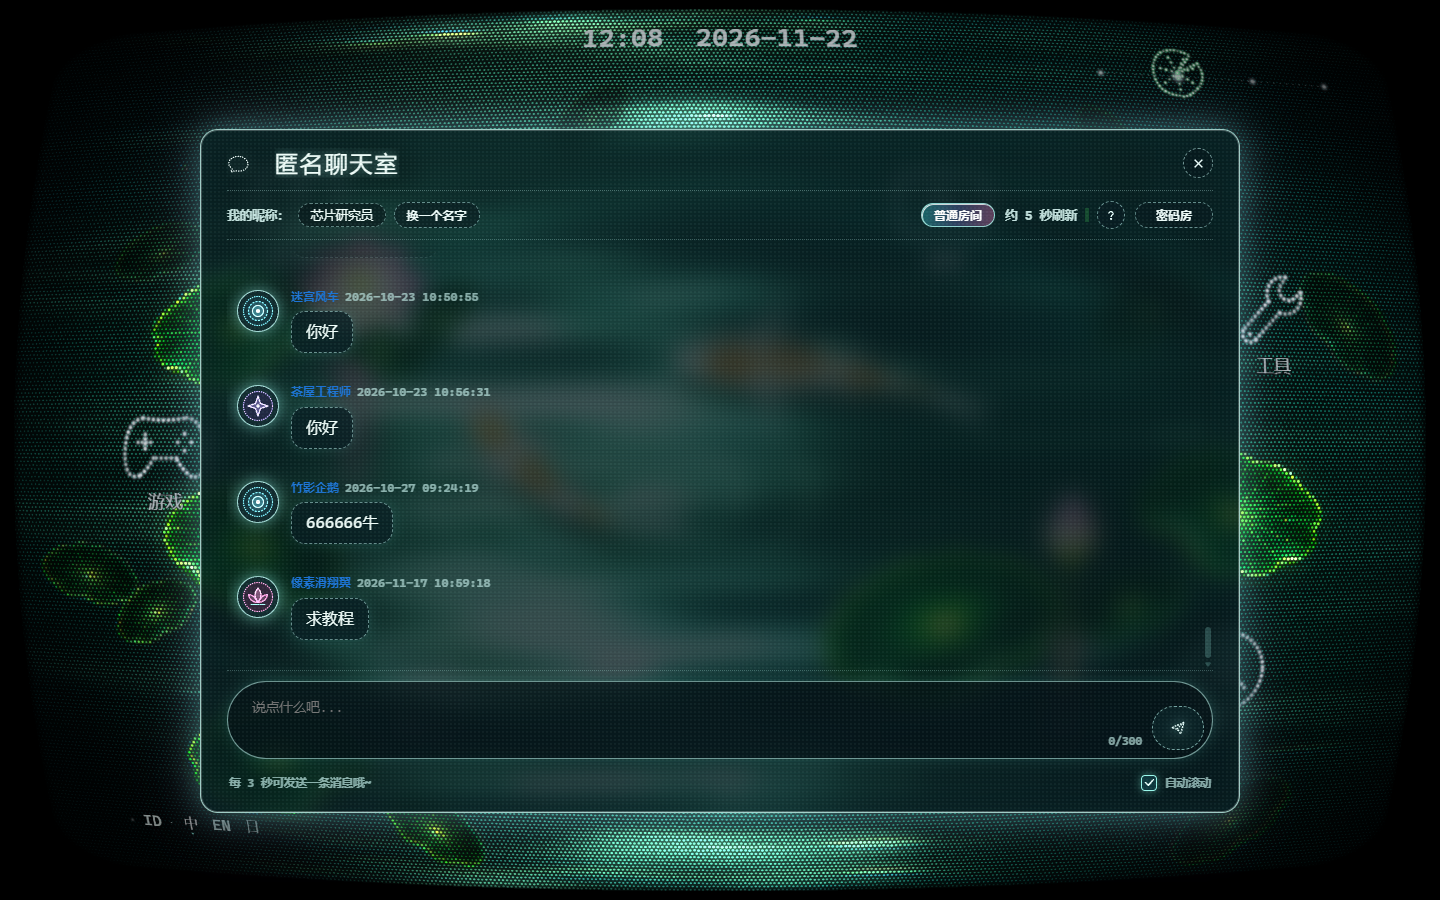 12:08 2026-11-22
匿名聊天室
我的昵称: 芯片研究员 换一个名字 普通房间 约 5 秒刷新 ? 密码房
迷宫风车 2026-10-23 10:50:55
你好
茶屋工程师 2026-10-23 10:56:31
你好
竹影企鹅 2026-10-27 09:24:19
666666牛
像素滑翔翼 2026-11-17 10:59:18
求教程
工具
游戏
说点什么吧...
0/300
每 3 秒可发送一条消息哦~
自动滚动
ID · 中 EN 日